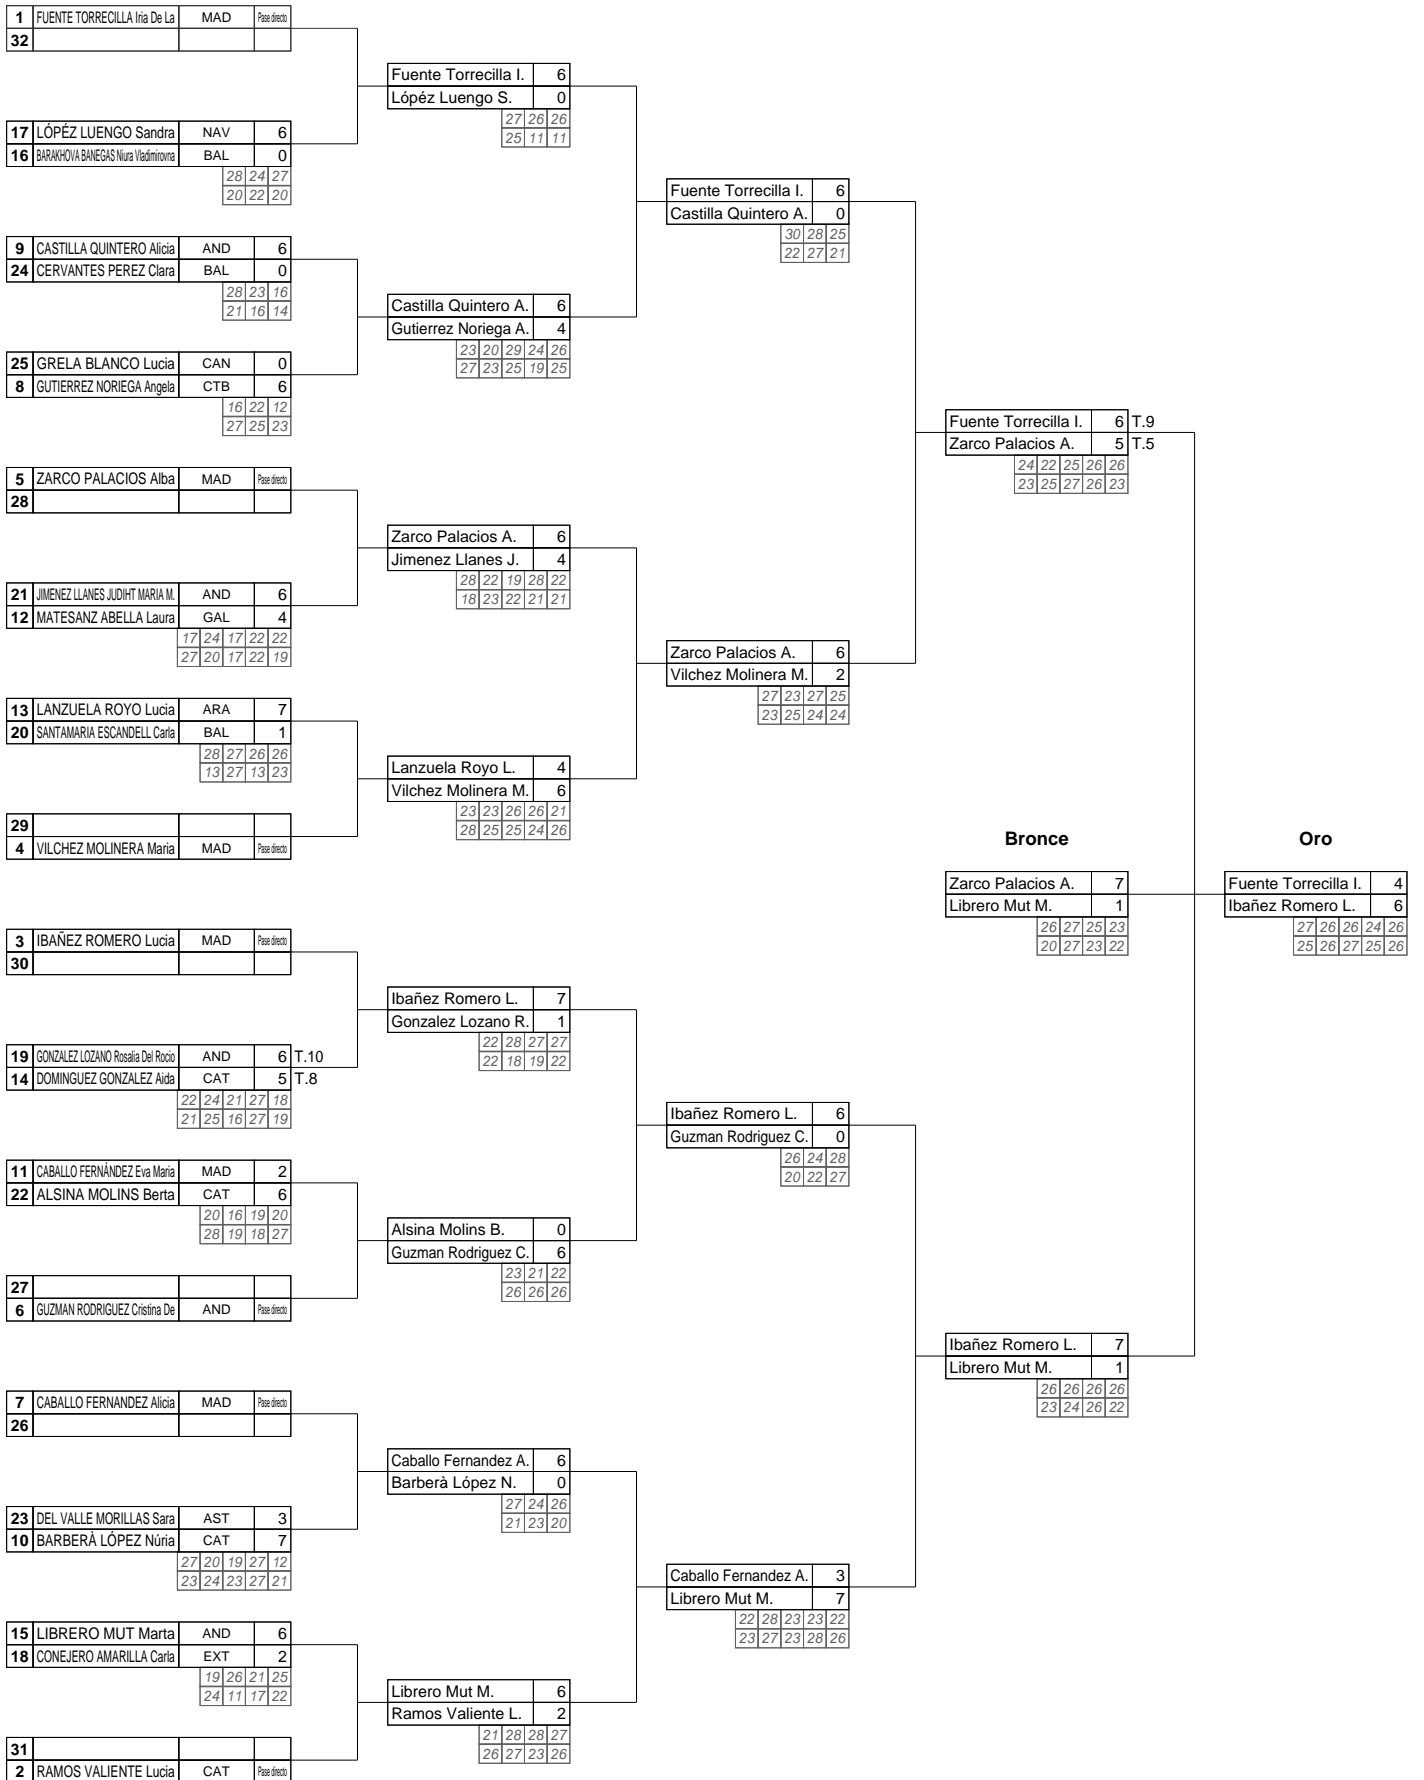 1 FUENTE TORRECILLA Iria De La MAD Pase directo
32
Fuente Torrecilla I. 6
Lópéz Luengo S. 0
27 26 26
25 11 11
17 LÓPÉZ LUENGO Sandra NAV 6
16 BARAKHOVA BANEGAS Niura Vladimirovna BAL 0
28 24 27
20 22 20
Fuente Torrecilla I. 6
Castilla Quintero A. 0
30 28 25
22 27 21
9 CASTILLA QUINTERO Alicia AND 6
24 CERVANTES PEREZ Clara BAL 0
28 23 16
21 16 14
Castilla Quintero A. 6
Gutierrez Noriega A. 4
23 20 29 24 26
27 23 25 19 25
25 GRELA BLANCO Lucia CAN 0
8 GUTIERREZ NORIEGA Angela CTB 6
16 22 12
27 25 23
Fuente Torrecilla I. 6 T.9
Zarco Palacios A. 5 T.5
24 22 25 26 26
23 25 27 26 23
5 ZARCO PALACIOS Alba MAD Pase directo
28
Zarco Palacios A. 6
Jimenez Llanes J. 4
28 22 19 28 22
18 23 22 21 21
21 JIMENEZ LLANES JUDIHT MARIA M. AND 6
12 MATESANZ ABELLA Laura GAL 4
17 24 17 22 22
27 20 17 22 19
Zarco Palacios A. 6
Vilchez Molinera M. 2
27 23 27 25
23 25 24 24
13 LANZUELA ROYO Lucia ARA 7
20 SANTAMARIA ESCANDELL Carla BAL 1
28 27 26 26
13 27 13 23
Lanzuela Royo L. 4
Vilchez Molinera M. 6
23 23 26 26 21
28 25 25 24 26
29
4 VILCHEZ MOLINERA Maria MAD Pase directo
Bronce Oro
Zarco Palacios A. 7
Librero Mut M. 1
26 27 25 23
20 27 23 22
Fuente Torrecilla I. 4
Ibañez Romero L. 6
27 26 26 24 26
25 26 27 25 26
3 IBAÑEZ ROMERO Lucia MAD Pase directo
30
Ibañez Romero L. 7
Gonzalez Lozano R. 1
22 28 27 27
22 18 19 22
19 GONZALEZ LOZANO Rosalia Del Rocio AND 6 T.10
14 DOMINGUEZ GONZALEZ Aida CAT 5 T.8
22 24 21 27 18
21 25 16 27 19
Ibañez Romero L. 6
Guzman Rodriguez C. 0
26 24 28
20 22 27
11 CABALLO FERNÁNDEZ Eva Maria MAD 2
22 ALSINA MOLINS Berta CAT 6
20 16 19 20
28 19 18 27
Alsina Molins B. 0
Guzman Rodriguez C. 6
23 21 22
26 26 26
27
6 GUZMAN RODRIGUEZ Cristina De AND Pase directo
Ibañez Romero L. 7
Librero Mut M. 1
26 26 26 26
23 24 26 22
7 CABALLO FERNANDEZ Alicia MAD Pase directo
26
Caballo Fernandez A. 6
Barberà López N. 0
27 24 26
21 23 20
23 DEL VALLE MORILLAS Sara AST 3
10 BARBERÀ LÓPEZ Núria CAT 7
27 20 19 27 12
23 24 23 27 21
Caballo Fernandez A. 3
Librero Mut M. 7
22 28 23 23 22
23 27 23 28 26
15 LIBRERO MUT Marta AND 6
18 CONEJERO AMARILLA Carla EXT 2
19 26 21 25
24 11 17 22
Librero Mut M. 6
Ramos Valiente L. 2
21 28 28 27
26 27 23 26
31
2 RAMOS VALIENTE Lucia CAT Pase directo